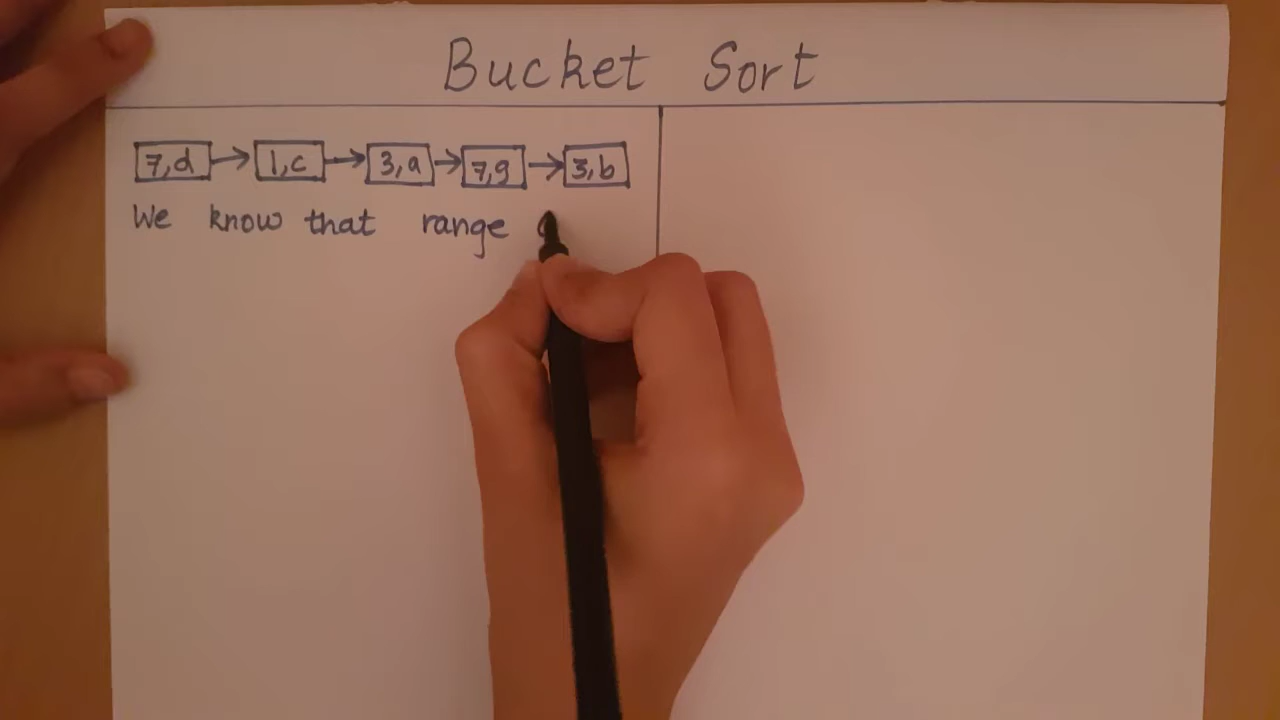 Bucket Sort
7,d → 1,c → 3,a → 7,g → 3,b
We know that range